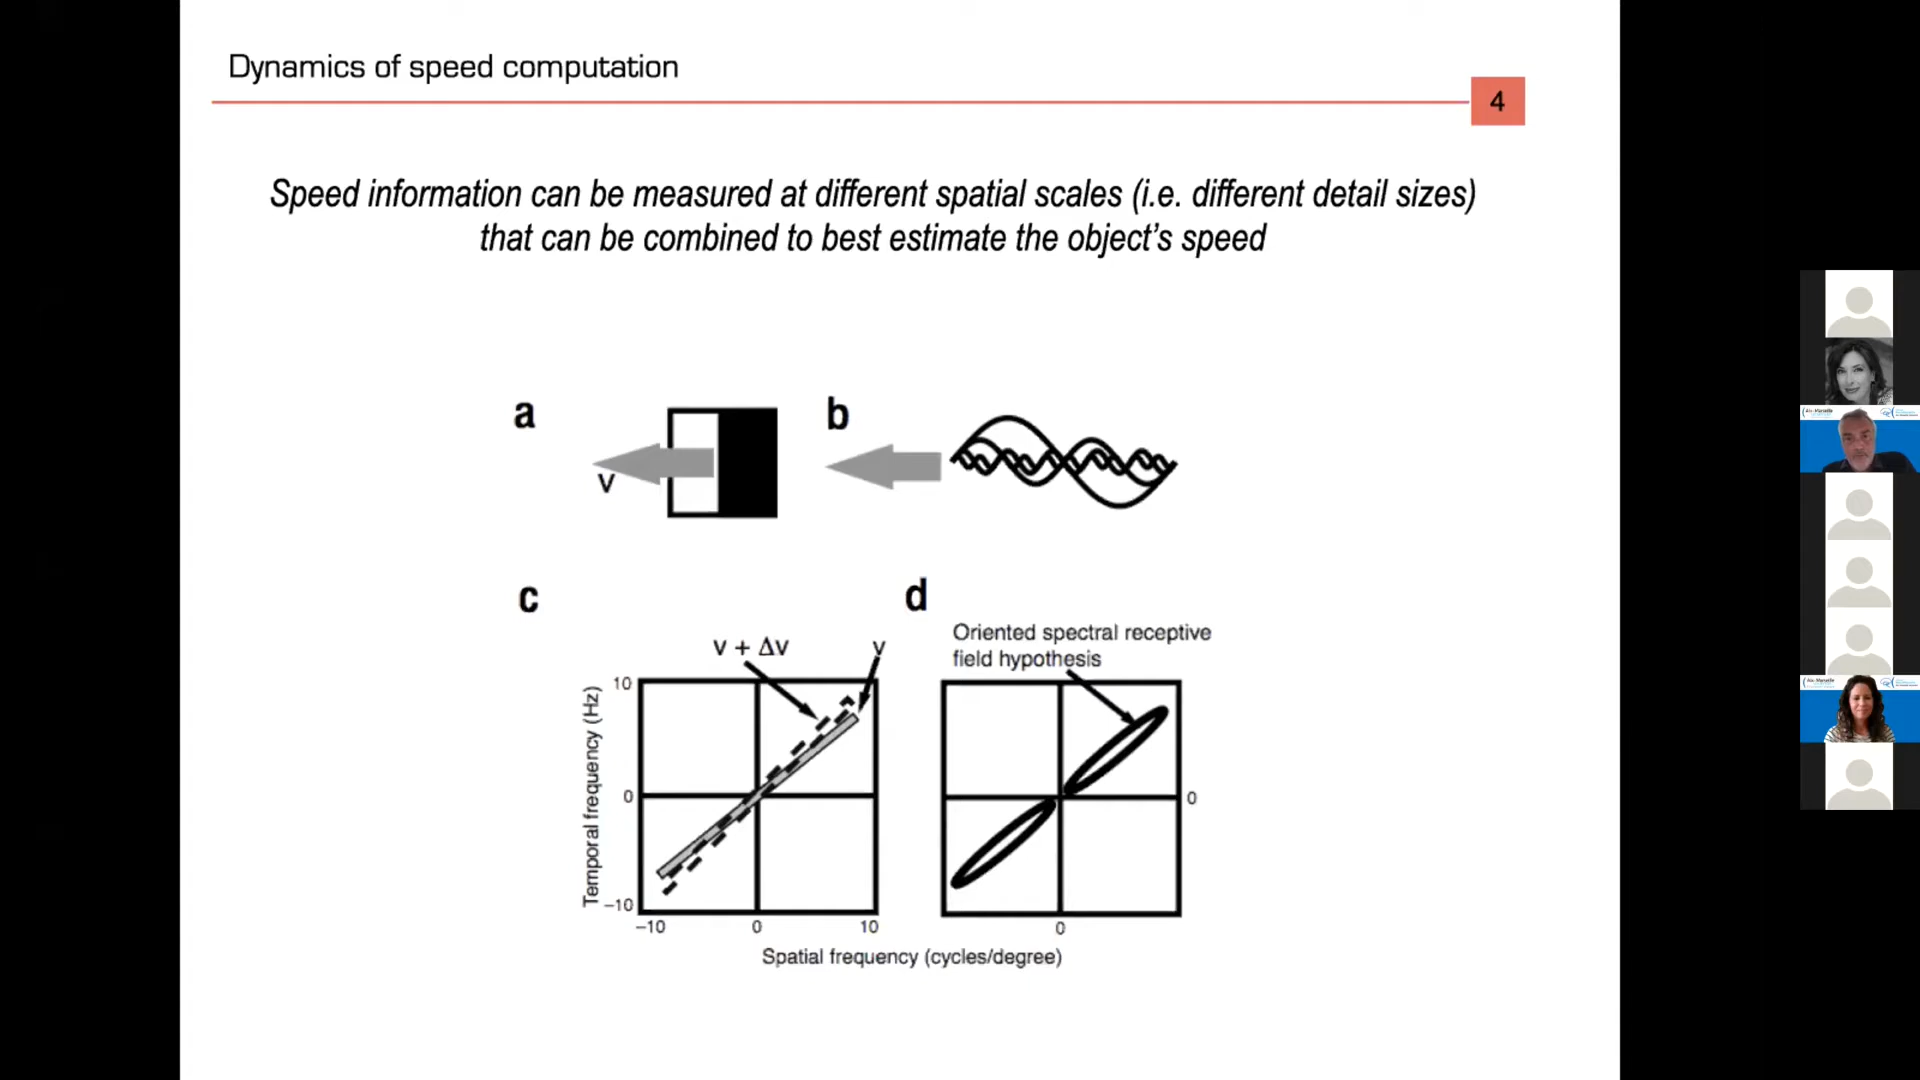 Dynamics of speed computation
4
Speed information can be measured at different spatial scales (i.e. different detail sizes)
that can be combined to best estimate the object's speed
a
b
v
c
d
v + Δv
v
Oriented spectral receptive
field hypothesis
Temporal frequency (Hz)
10
0
–10
–10
0
10
0
0
Spatial frequency (cycles/degree)